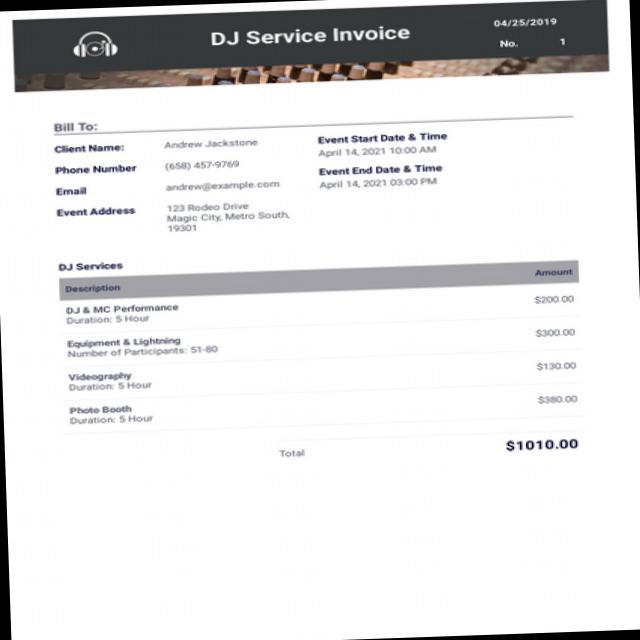 DJ Service Invoice
04/25/2019
No. 1
Bill To:
Client Name: Andrew Jackstone
Phone Number (658) 457-9769
Email andrew@example.com
Event Address 123 Rodeo Drive
Magic City, Metro South,
19301
Event Start Date & Time
April 14, 2021 10:00 AM
Event End Date & Time
April 14, 2021 03:00 PM
DJ Services
Description Amount
DJ & MC Performance $200.00
Duration: 5 Hour
Equipment & Lightning $300.00
Number of Participants: 51-80
Videography $130.00
Duration: 5 Hour
Photo Booth $380.00
Duration: 5 Hour
Total $1010.00